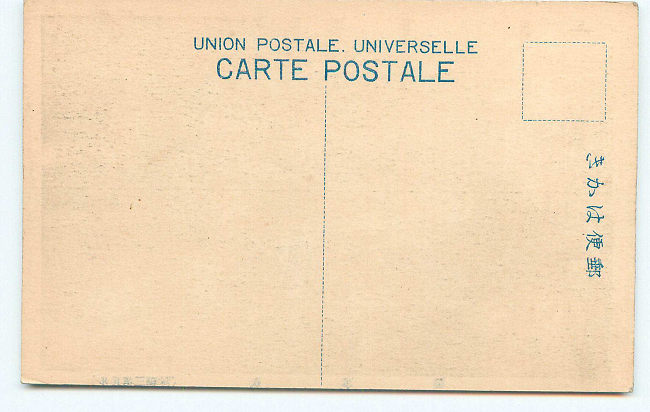 UNION POSTALE. UNIVERSELLE
CARTE POSTALE
郵便はかき